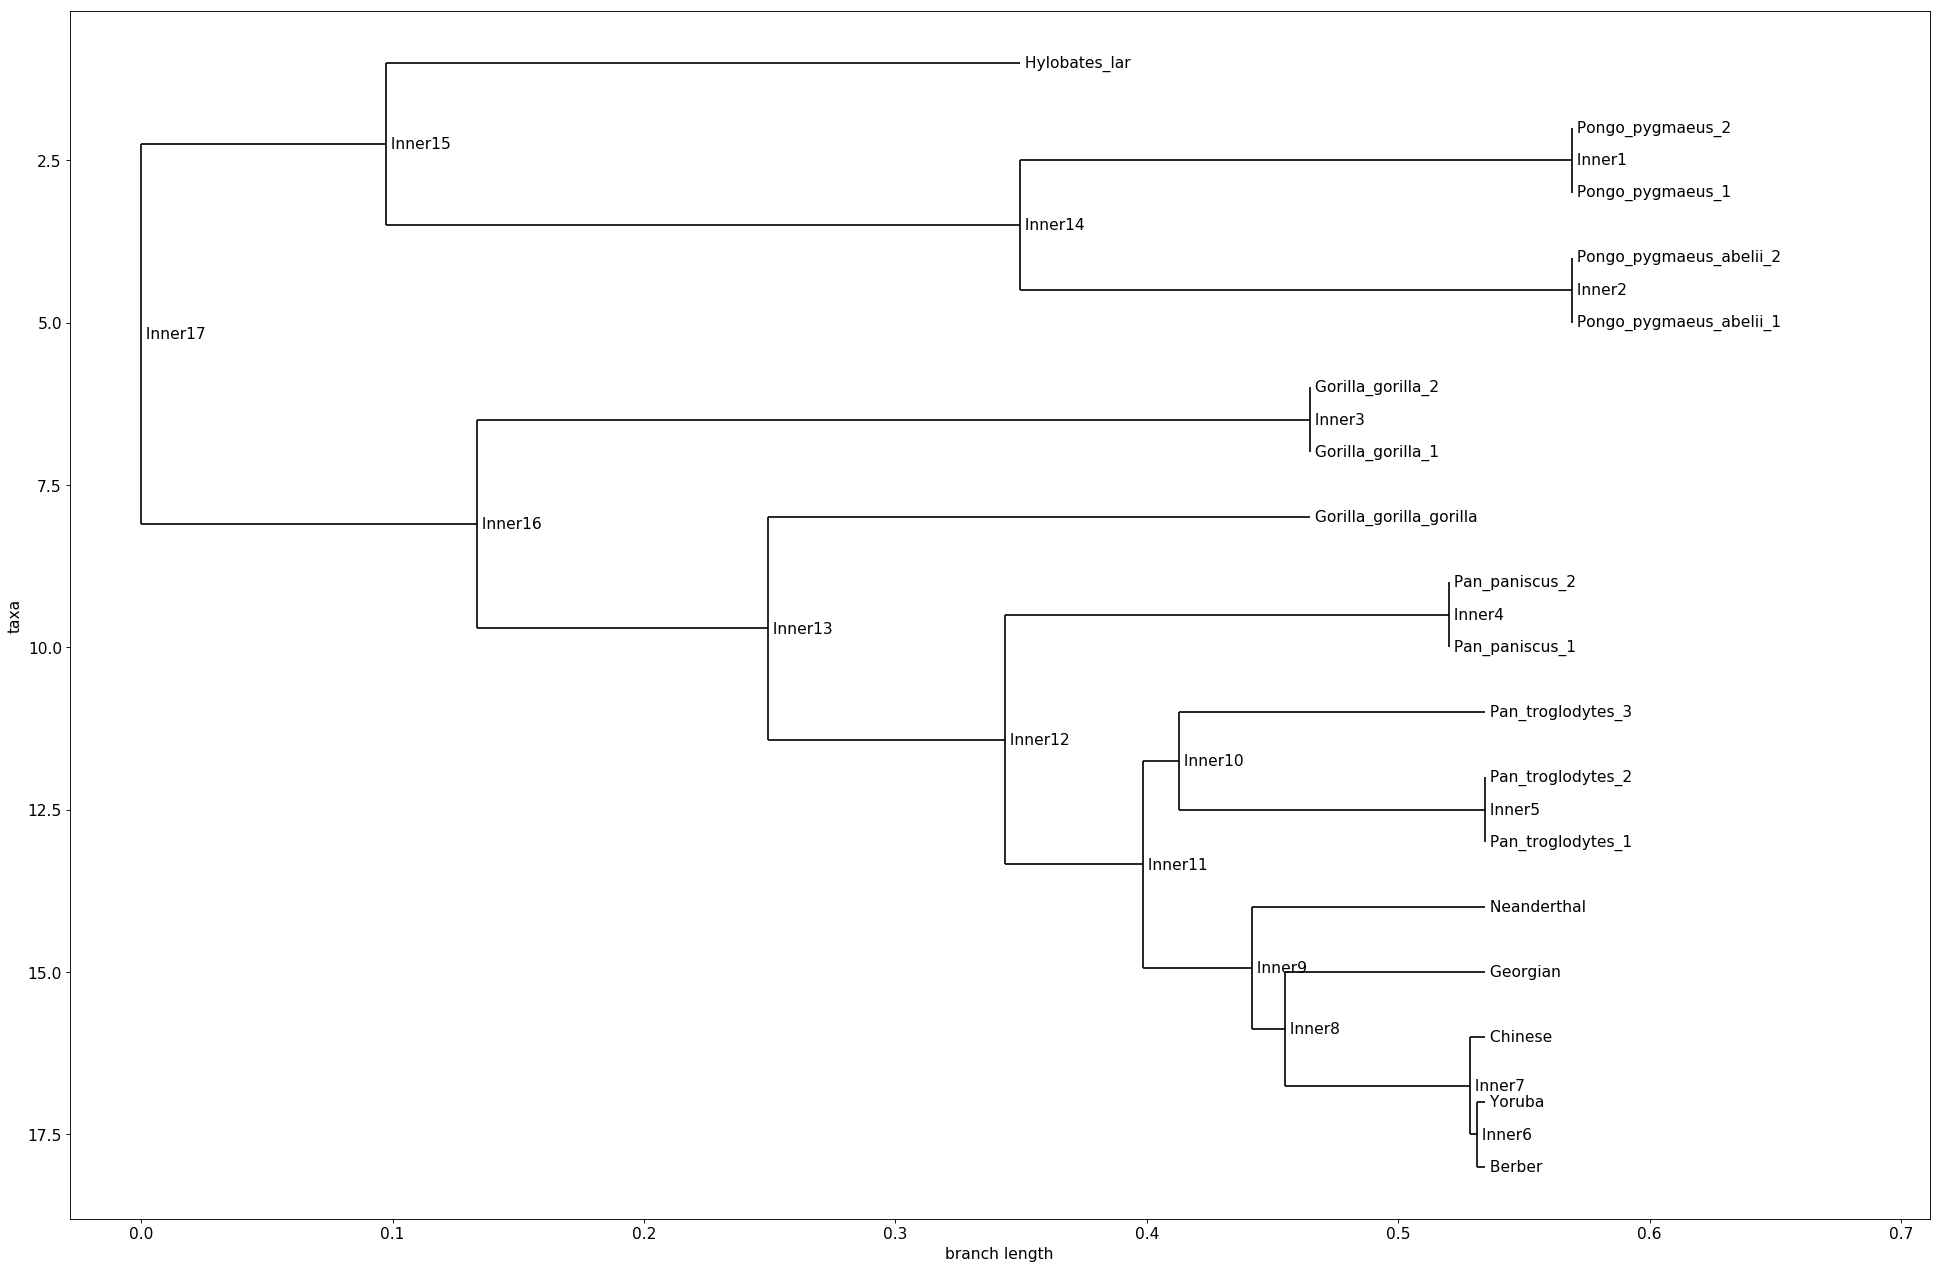 Hylobates_lar
Pongo_pygmaeus_2
Inner15
2.5
Inner1
Pongo_pygmaeus_1
Inner14
Pongo_pygmaeus_abelii_2
Inner2
5.0
Pongo_pygmaeus_abelii_1
Inner17
Gorilla_gorilla_2
Inner3
Gorilla_gorilla_1
7.5
Gorilla_gorilla_gorilla
Inner16
Pan_paniscus_2
Inner4
taxa
Inner13
10.0
Pan_paniscus_1
Pan_troglodytes_3
Inner12
Inner10
Pan_troglodytes_2
12.5
Inner5
Pan_troglodytes_1
Inner11
Neanderthal
Inner9
15.0
Georgian
Inner8
Chinese
Inner7
Yoruba
17.5
Inner6
Berber
0.0 0.1 0.2 0.3 0.4 0.5 0.6 0.7
branch length